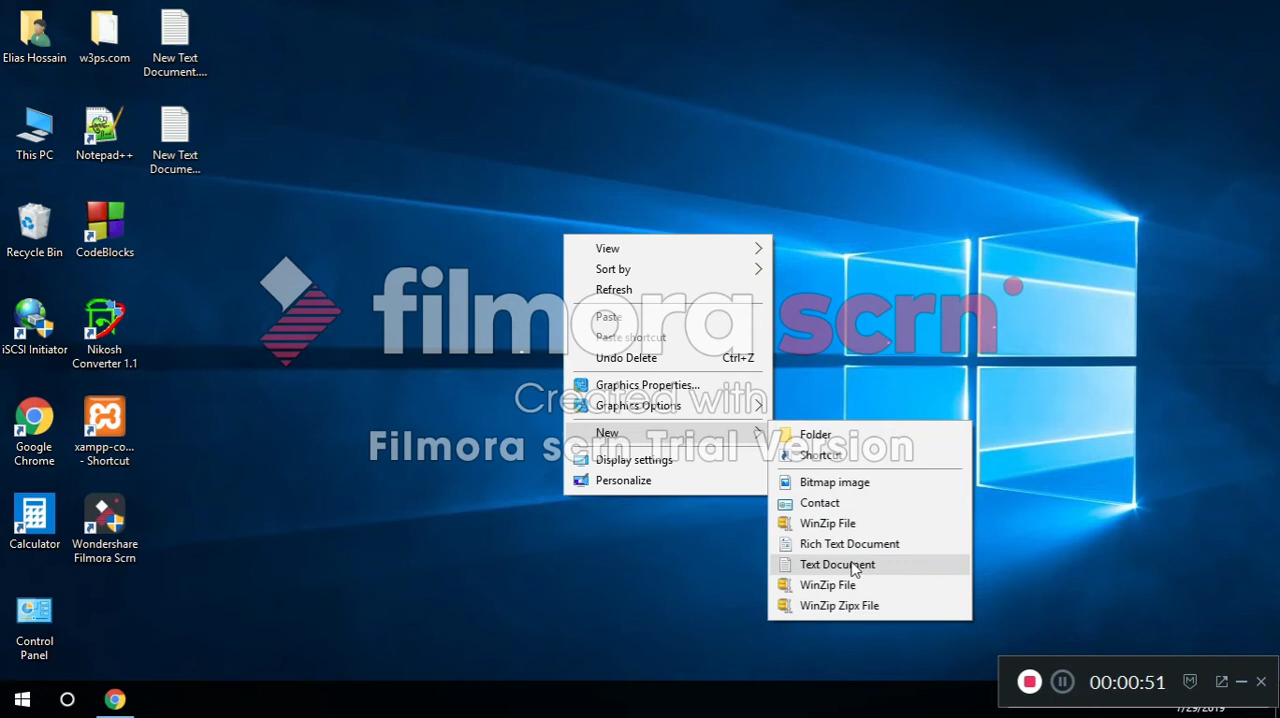 Elias Hossain
w3ps.com
New Text
Document....
This PC
Notepad++
New Text
Docume...
Recycle Bin
CodeBlocks
iSCSI Initiator
Nikosh
Converter 1.1
Google
Chrome
xampp-co...
- Shortcut
Calculator
Wondershare
Filmora Scrn
Control
Panel
View
Sort by
Refresh
Paste
Paste shortcut
Undo Delete Ctrl+Z
Graphics Properties...
Graphics Options
New
Display settings
Personalize
Folder
Shortcut
Bitmap image
Contact
WinZip File
Rich Text Document
Text Document
WinZip File
WinZip Zipx File
filmora scrn
Created with
Filmora scrn Trial Version
00:00:51
7/29/2019